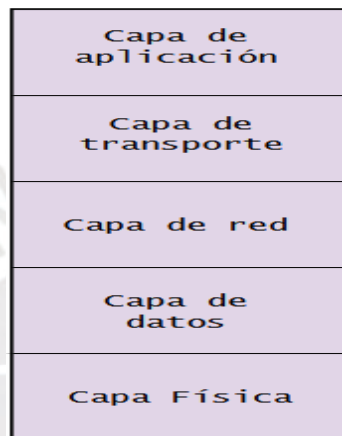 Capa de
aplicación
Capa de
transporte
Capa de red
Capa de
datos
Capa Física